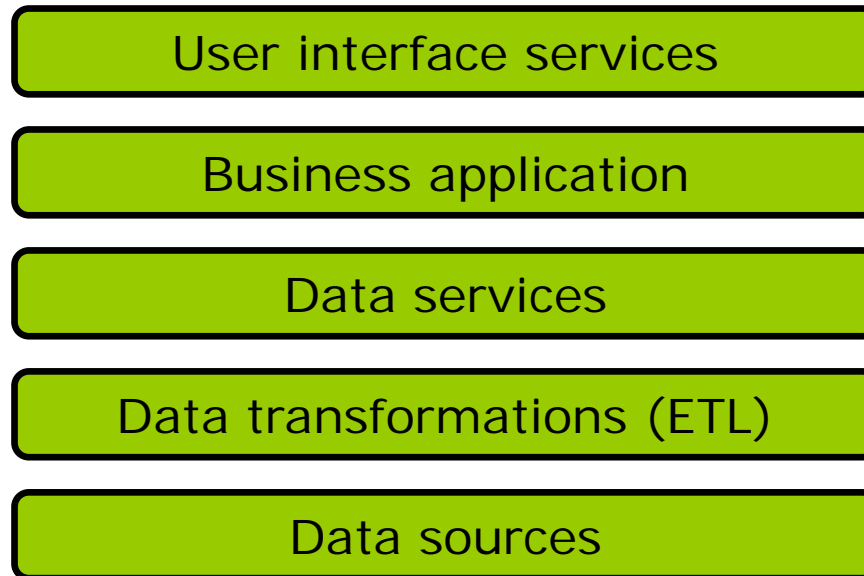 User interface services
Business application
Data services
Data transformations (ETL)
Data sources